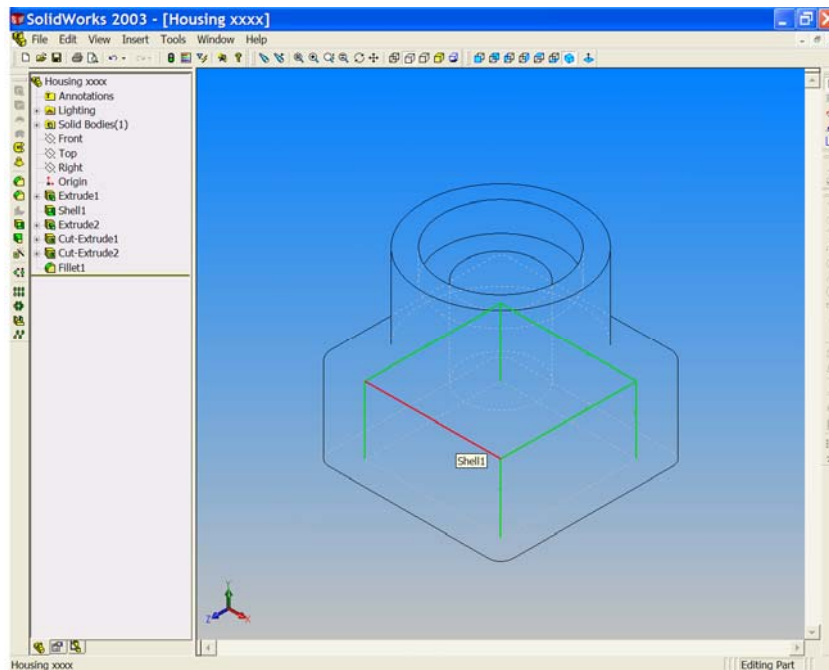 SolidWorks 2003 - [Housing xxxx]
File Edit View Insert Tools Window Help
Housing xxxx
Annotations
Lighting
Solid Bodies(1)
Front
Top
Right
Origin
Extrude1
Shell1
Extrude2
Cut-Extrude1
Cut-Extrude2
Fillet1
Shell1
Y
Z
X
Housing xxxx
Editing Part